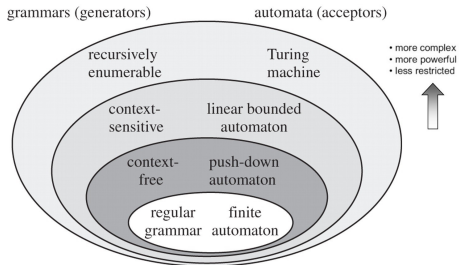 grammars (generators) automata (acceptors)
• more complex
• more powerful
• less restricted
recursively Turing
enumerable machine
context- linear bounded
sensitive automaton
context- push-down
free automaton
regular finite
grammar automaton